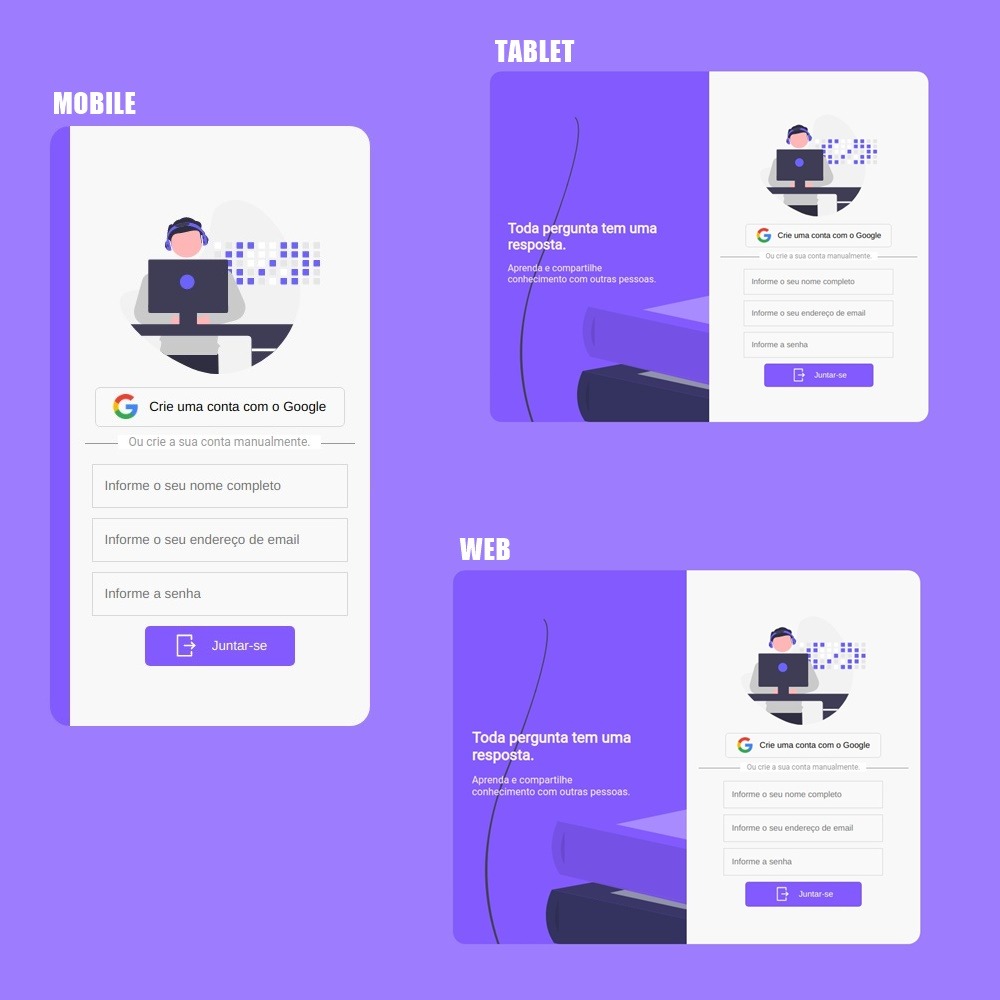 MOBILE
Crie uma conta com o Google
Ou crie a sua conta manualmente.
Informe o seu nome completo
Informe o seu endereço de email
Informe a senha
Juntar-se
TABLET
Toda pergunta tem uma
resposta.
Aprenda e compartilhe
conhecimento com outras pessoas.
Crie uma conta com o Google
Ou crie a sua conta manualmente.
Informe o seu nome completo
Informe o seu endereço de email
Informe a senha
Juntar-se
WEB
Toda pergunta tem uma
resposta.
Aprenda e compartilhe
conhecimento com outras pessoas.
Crie uma conta com o Google
Ou crie a sua conta manualmente.
Informe o seu nome completo
Informe o seu endereço de email
Informe a senha
Juntar-se